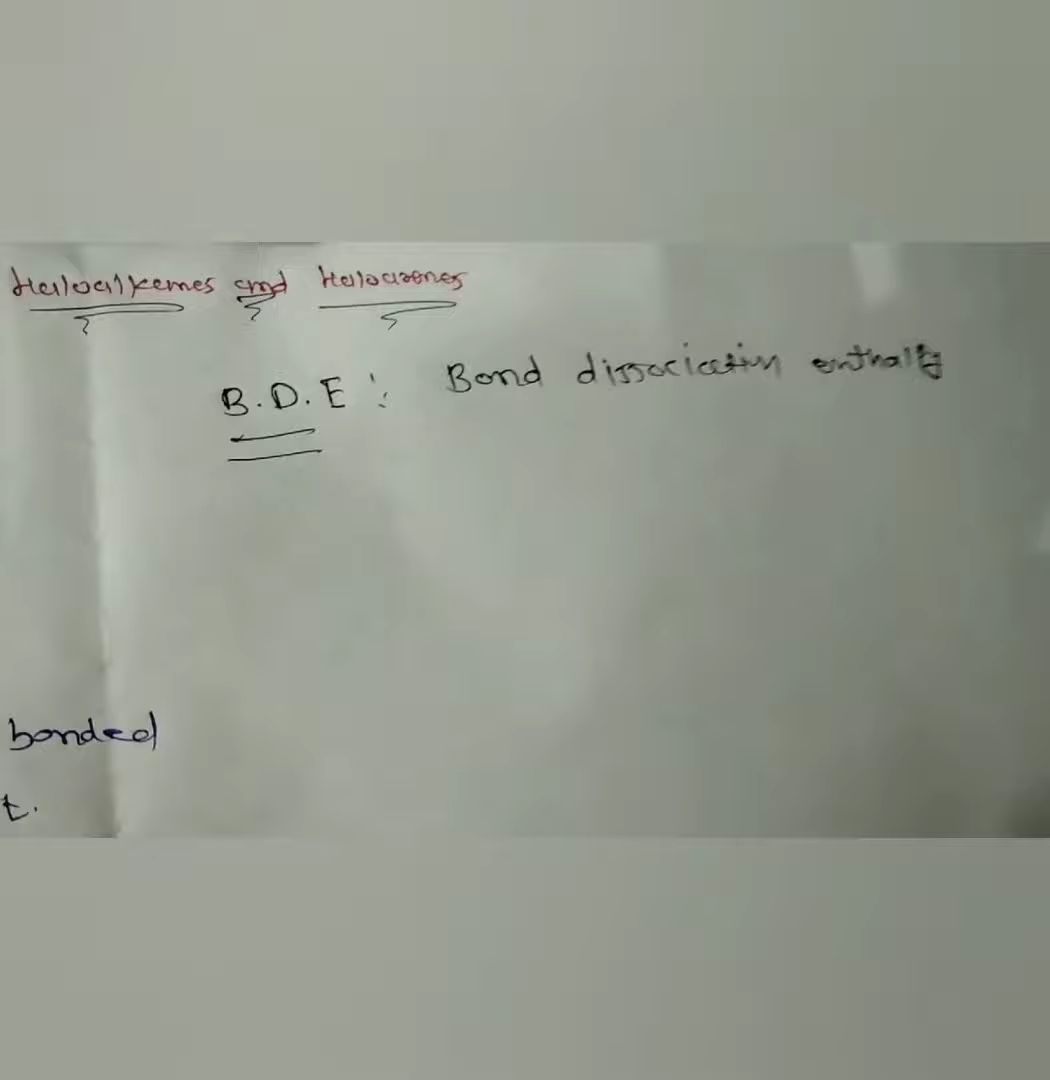 Haloalkanes and Haloarenes
B.D.E : Bond dissociation enthalpy
bonded
t.